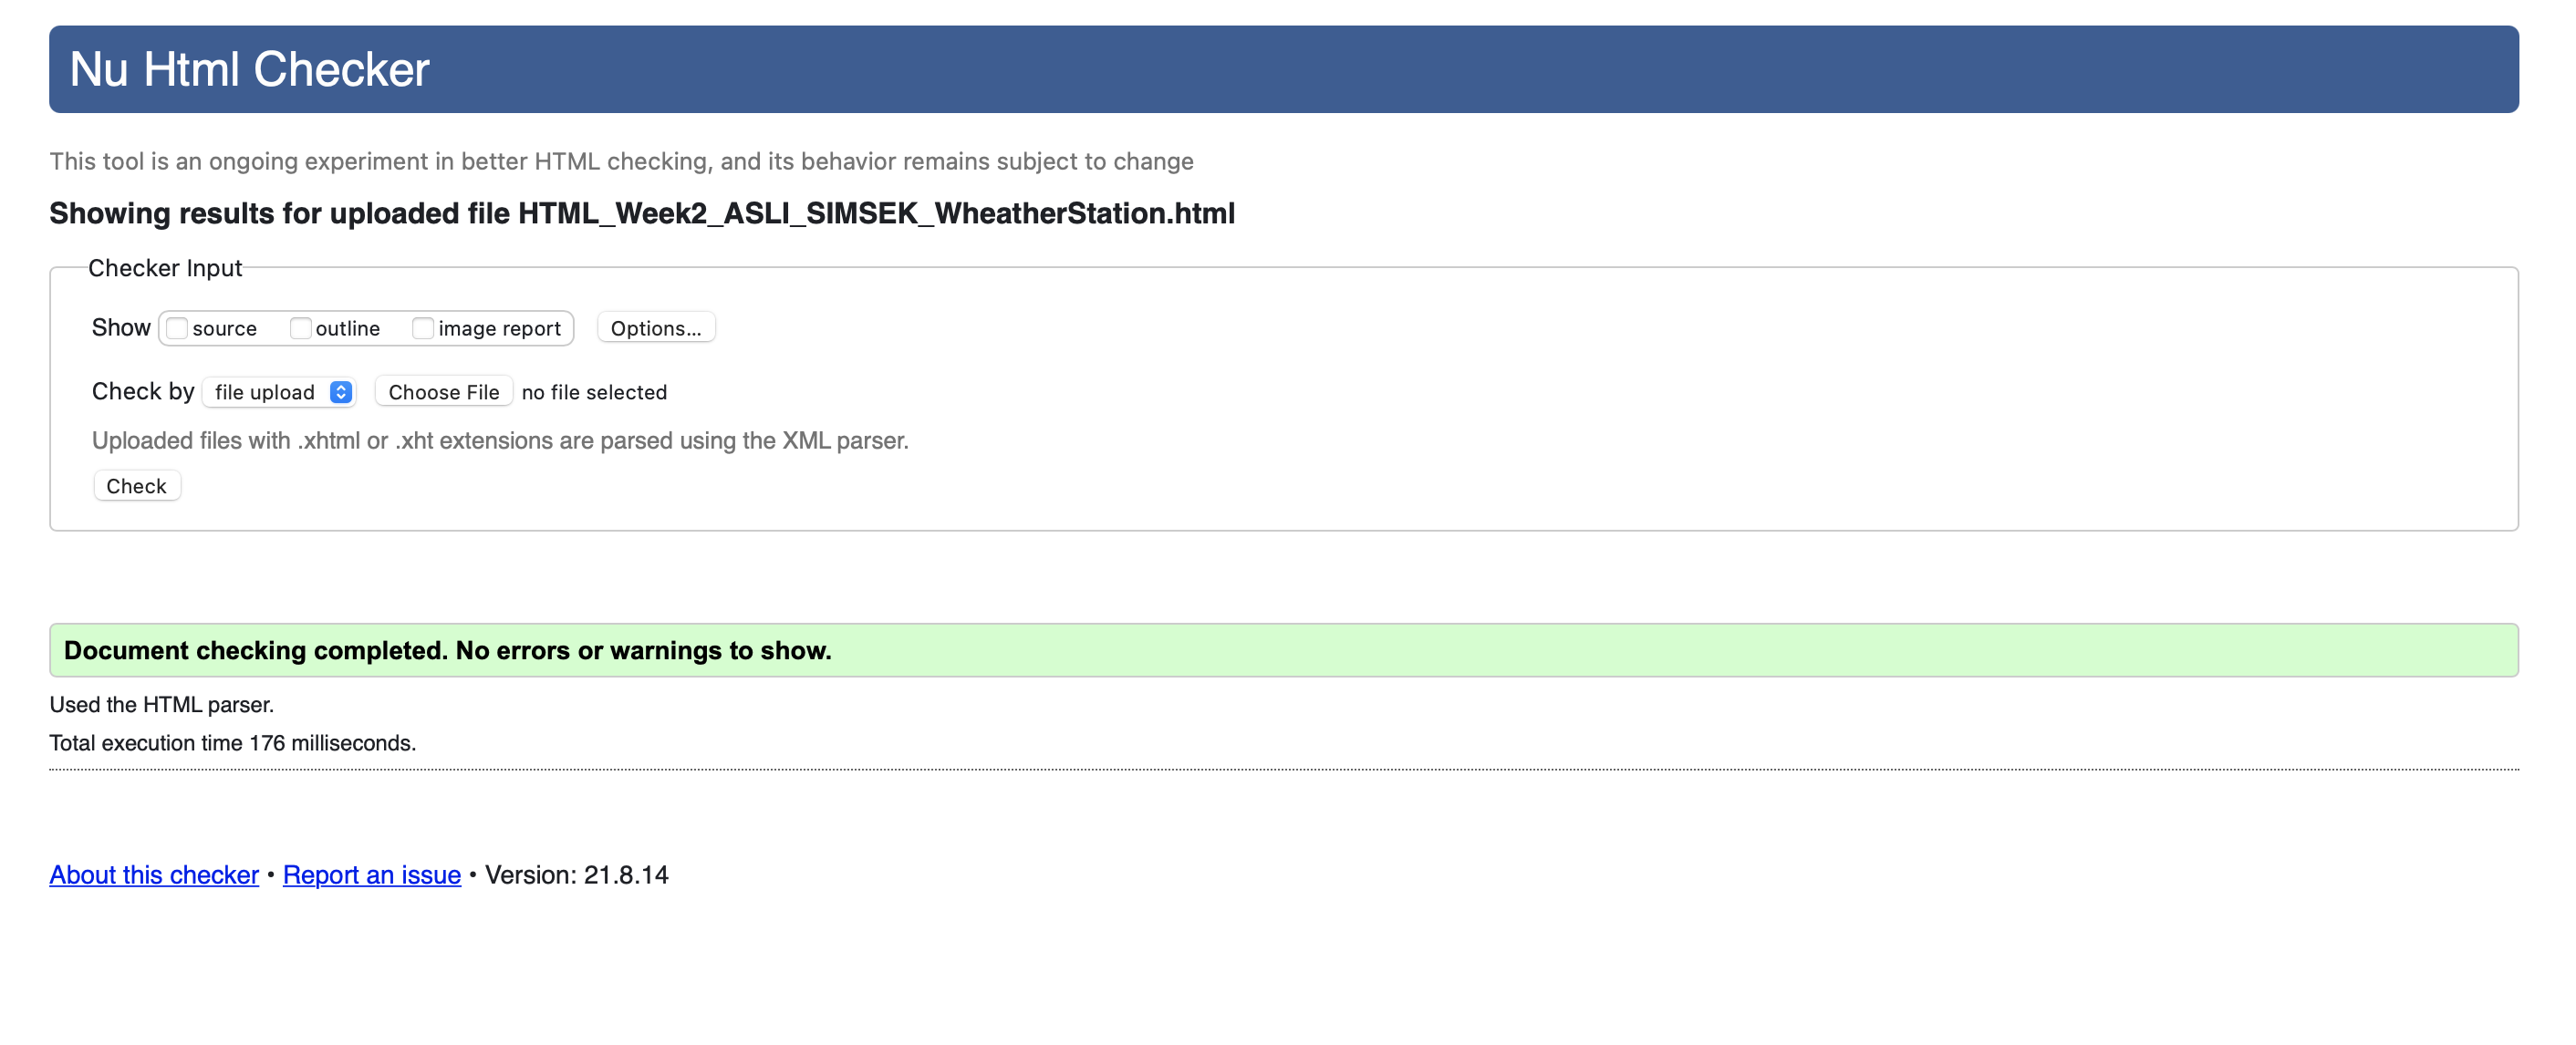 Nu Html Checker
This tool is an ongoing experiment in better HTML checking, and its behavior remains subject to change
Showing results for uploaded file HTML_Week2_ASLI_SIMSEK_WheatherStation.html
Checker Input
Show source outline image report Options...
Check by file upload Choose File no file selected
Uploaded files with .xhtml or .xht extensions are parsed using the XML parser.
Check
Document checking completed. No errors or warnings to show.
Used the HTML parser.
Total execution time 176 milliseconds.
About this checker • Report an issue • Version: 21.8.14